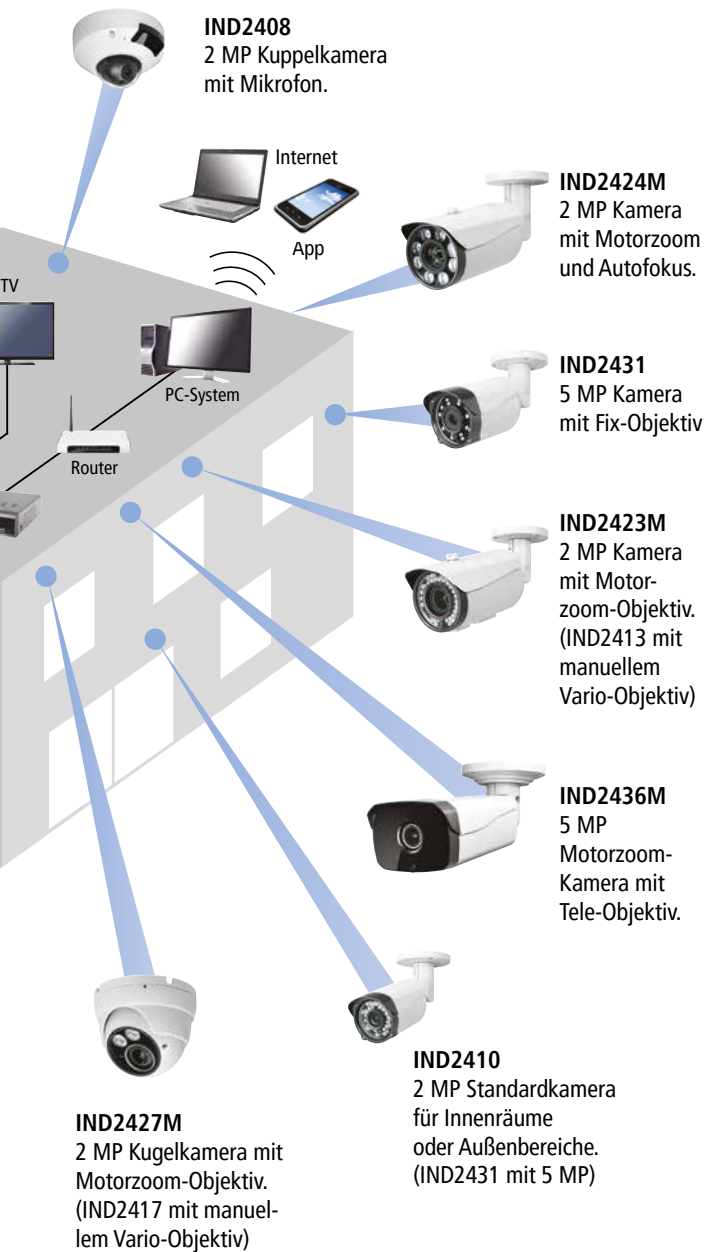 IND2408
2 MP Kuppelkamera
mit Mikrofon.
Internet
App
IND2424M
2 MP Kamera
mit Motorzoom
und Autofokus.
TV
PC-System
Router
IND2431
5 MP Kamera
mit Fix-Objektiv
IND2423M
2 MP Kamera
mit Motor-
zoom-Objektiv.
(IND2413 mit
manuellem
Vario-Objektiv)
IND2436M
5 MP
Motorzoom-
Kamera mit
Tele-Objektiv.
IND2410
2 MP Standardkamera
für Innenräume
oder Außenbereiche.
(IND2431 mit 5 MP)
IND2427M
2 MP Kugelkamera mit
Motorzoom-Objektiv.
(IND2417 mit manuel-
lem Vario-Objektiv)